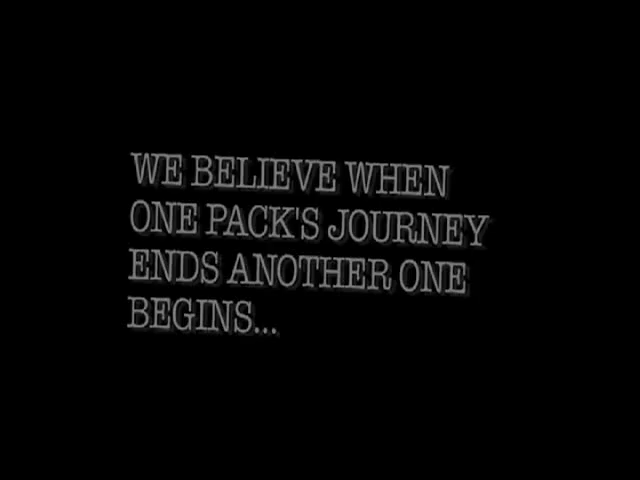 WE BELIEVE WHEN
ONE PACK'S JOURNEY
ENDS ANOTHER ONE
BEGINS...